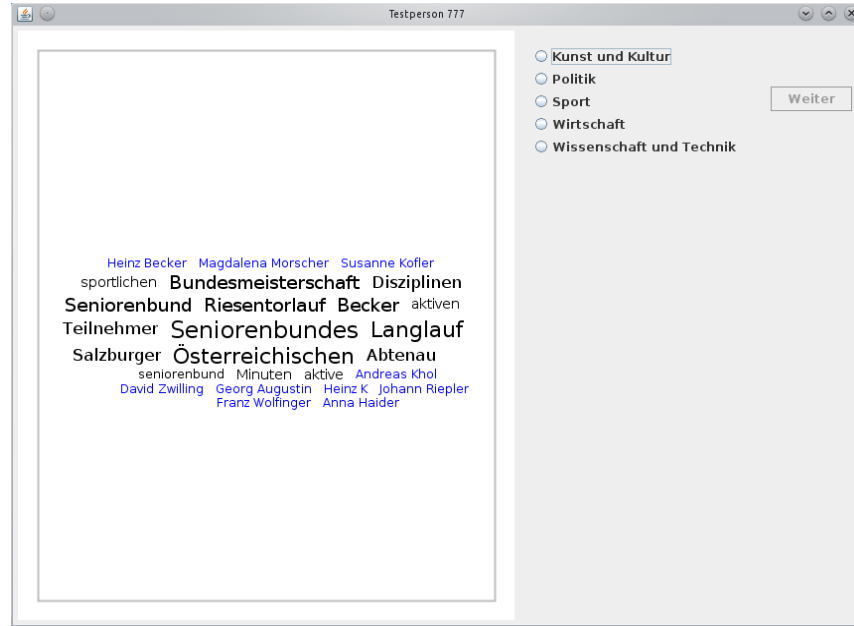 Testperson 777
Heinz Becker Magdalena Morscher Susanne Kofler
sportlichen Bundesmeisterschaft Disziplinen
Seniorenbund Riesentorlauf Becker aktiven
Teilnehmer Seniorenbundes Langlauf
Salzburger Österreichischen Abtenau
seniorenbund Minuten aktive Andreas Khol
David Zwilling Georg Augustin Heinz K Johann Riepler
Franz Wolfinger Anna Haider
Kunst und Kultur
Politik
Sport
Wirtschaft
Wissenschaft und Technik
Weiter